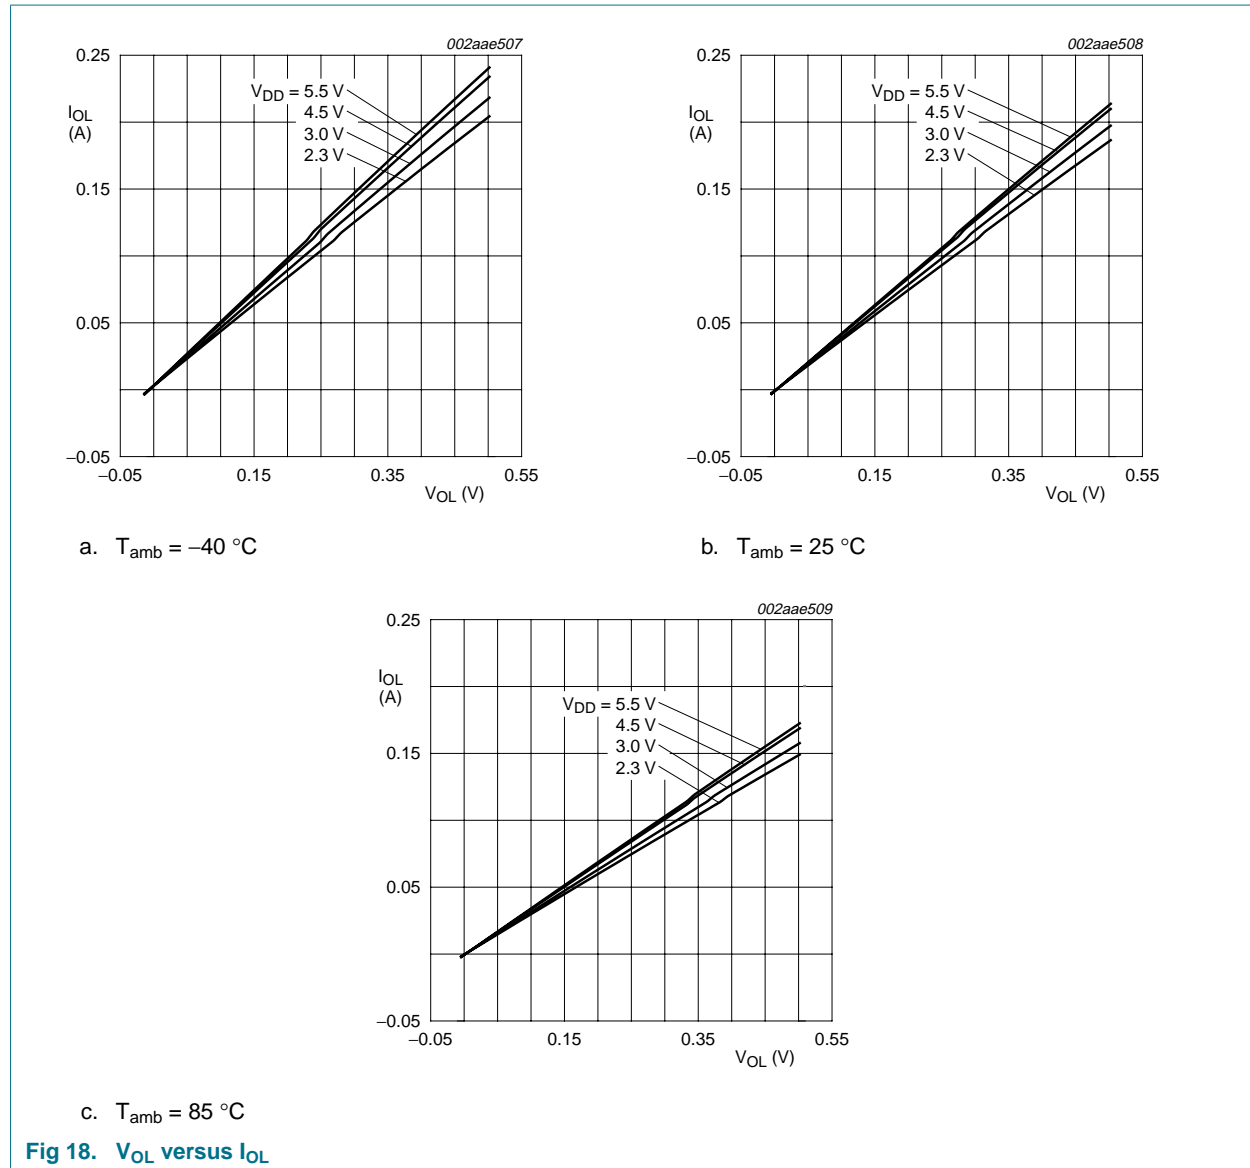 002aae507
0.25
IOL
(A)
VDD = 5.5 V
4.5 V
3.0 V
2.3 V
0.15
0.05
−0.05
−0.05 0.15 0.35 0.55
VOL (V)
a. Tamb = −40 °C
002aae508
0.25
IOL
(A)
VDD = 5.5 V
4.5 V
3.0 V
2.3 V
0.15
0.05
−0.05
−0.05 0.15 0.35 0.55
VOL (V)
b. Tamb = 25 °C
002aae509
0.25
IOL
(A)
VDD = 5.5 V
4.5 V
3.0 V
2.3 V
0.15
0.05
−0.05
−0.05 0.15 0.35 0.55
VOL (V)
c. Tamb = 85 °C
Fig 18. VOL versus IOL